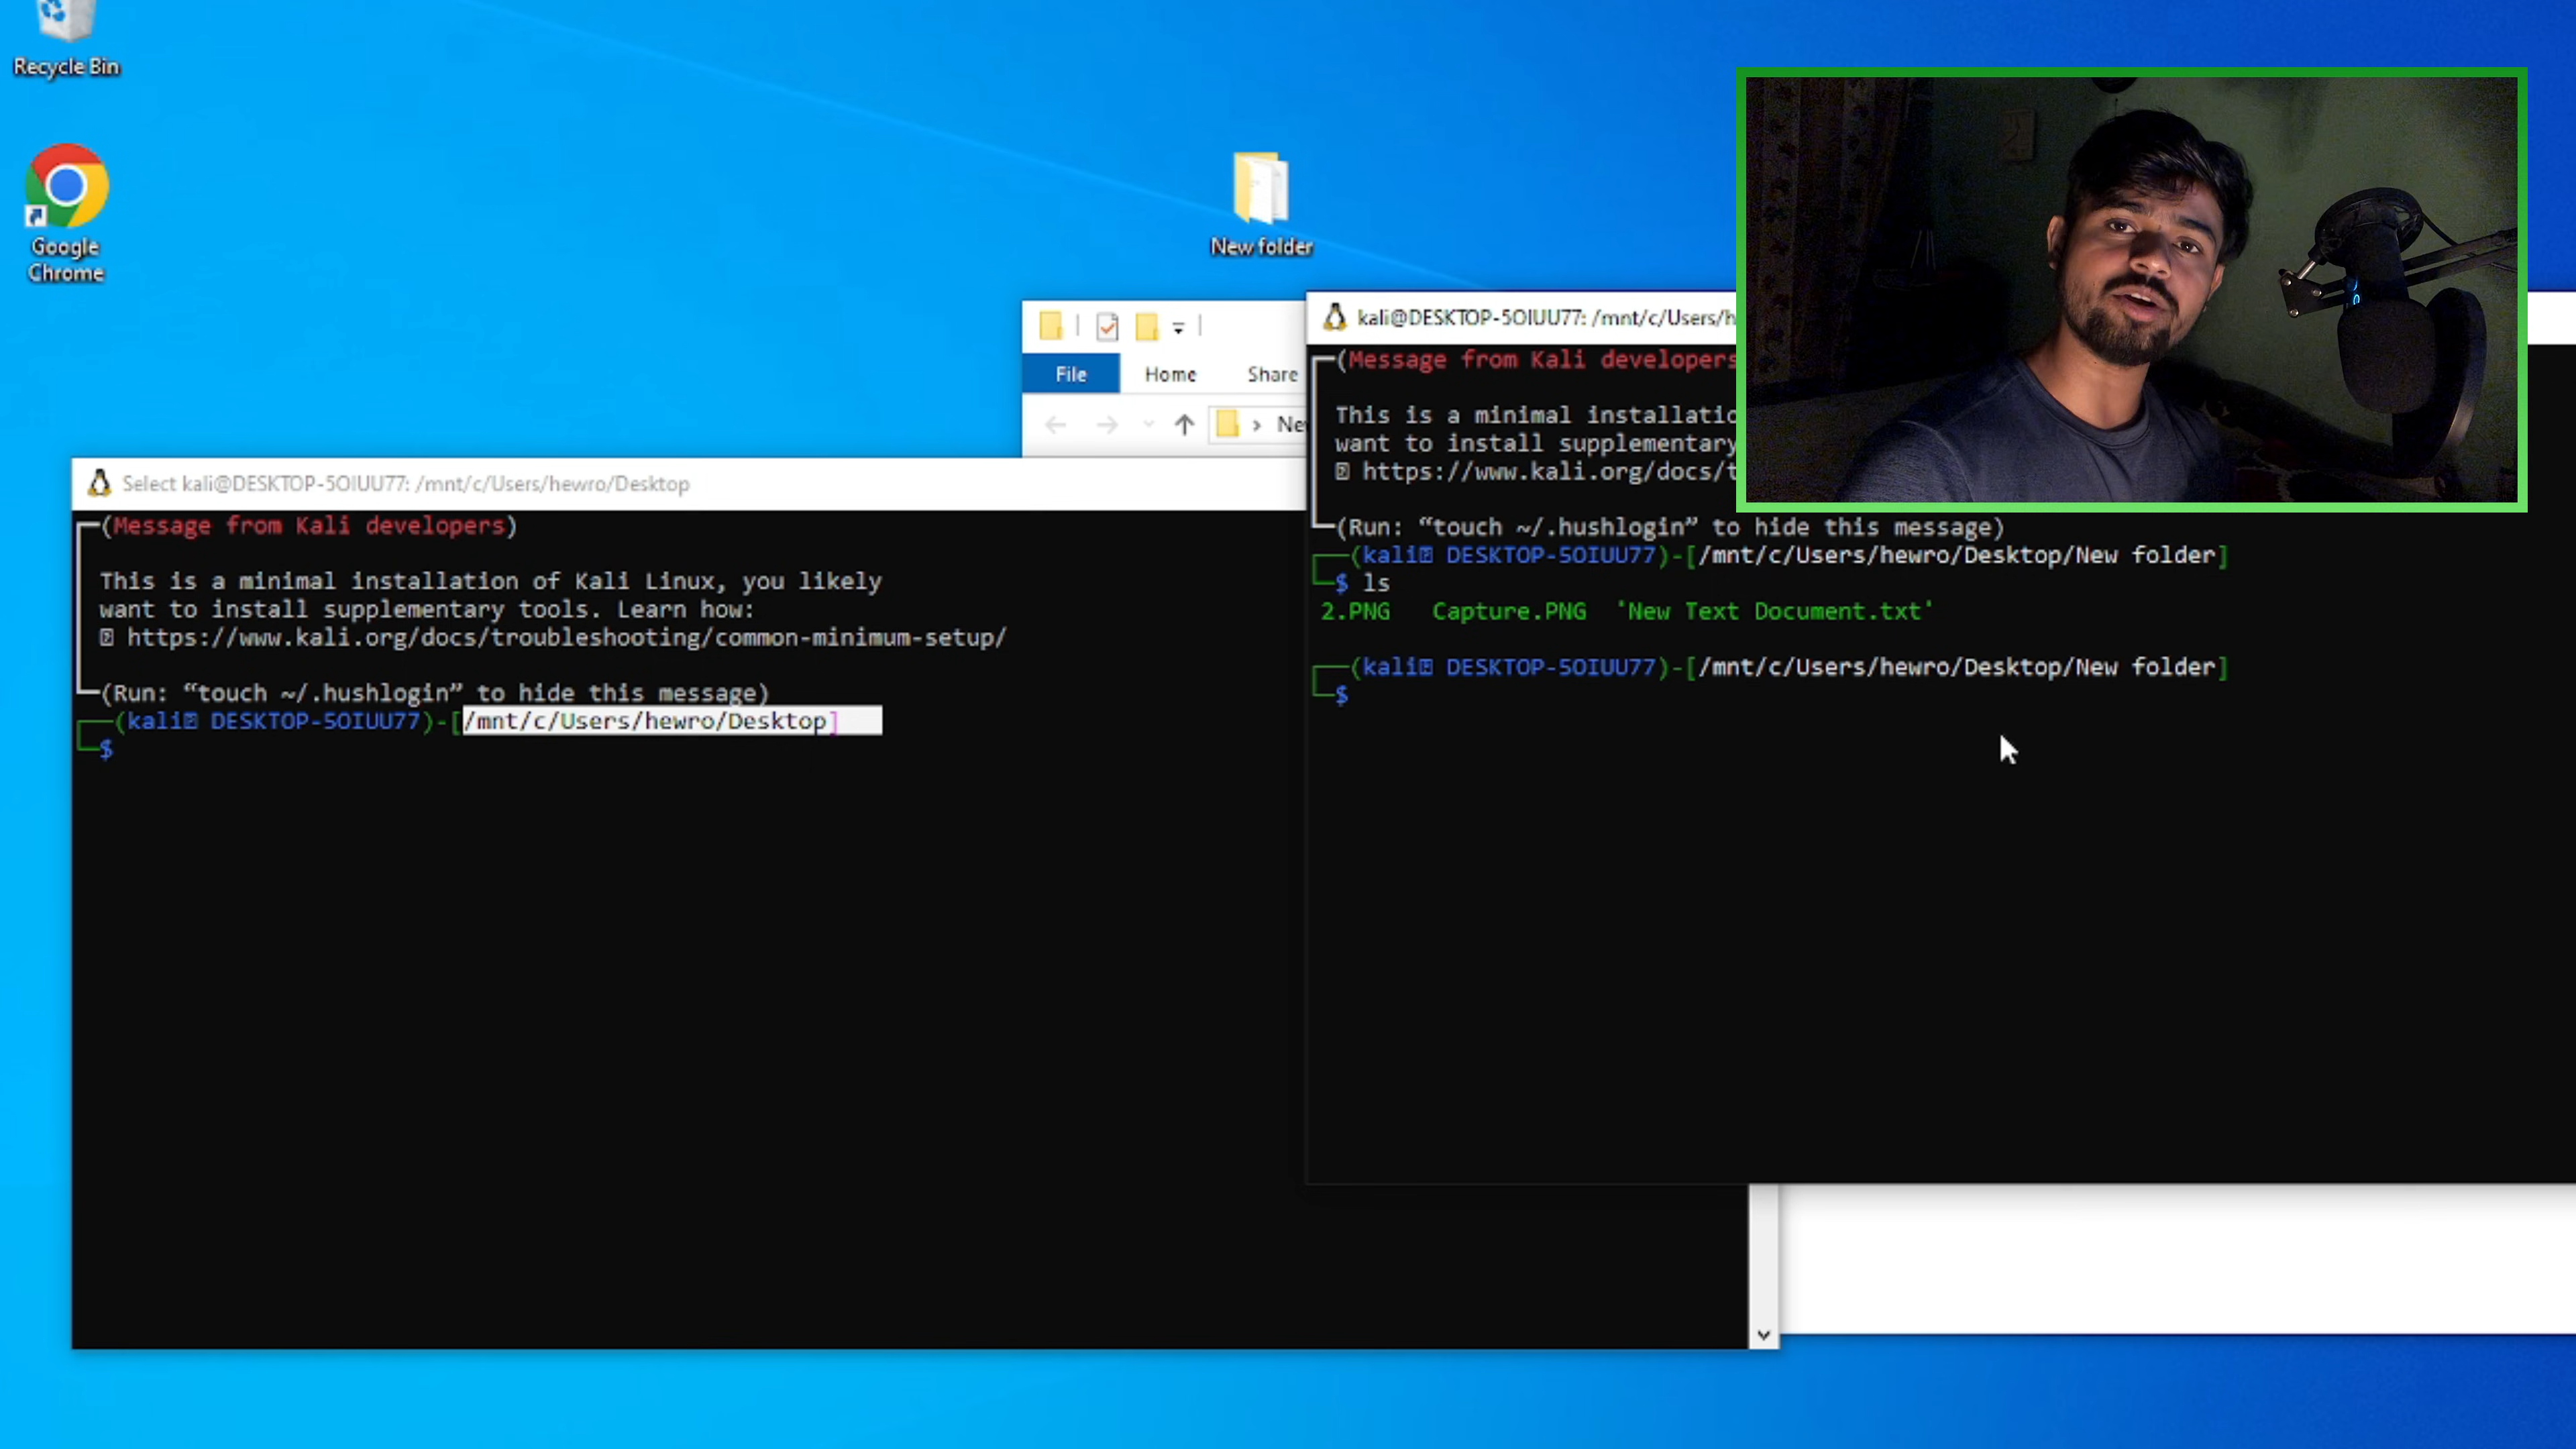 Recycle Bin
Google
Chrome
New folder
File Home Share
Select kali@DESKTOP-5OIUU77: /mnt/c/Users/hewro/Desktop
(Message from Kali developers)
This is a minimal installation of Kali Linux, you likely
want to install supplementary tools. Learn how:
https://www.kali.org/docs/troubleshooting/common-minimum-setup/
(Run: “touch ~/.hushlogin” to hide this message)
(kali DESKTOP-5OIUU77)-[/mnt/c/Users/hewro/Desktop]
$
kali@DESKTOP-5OIUU77: /mnt/c/Users/h
(Message from Kali developers
This is a minimal installatio
want to install supplementary
https://www.kali.org/docs/t
(Run: “touch ~/.hushlogin” to hide this message)
(kali DESKTOP-5OIUU77)-[/mnt/c/Users/hewro/Desktop/New folder]
$ ls
2.PNG Capture.PNG 'New Text Document.txt'
(kali DESKTOP-5OIUU77)-[/mnt/c/Users/hewro/Desktop/New folder]
$